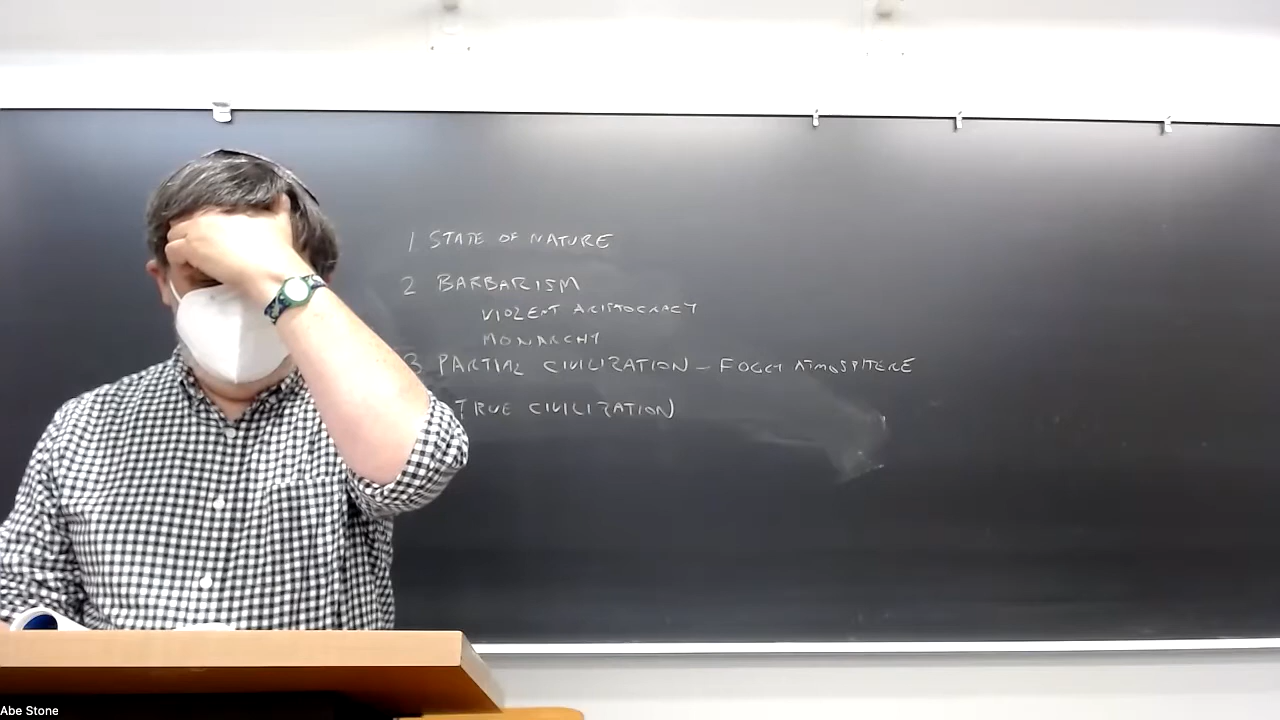 1 STATE OF NATURE
2 BARBARISM
VIOLENT ARISTOCRACY
MONARCHY
3 PARTIAL CIVILIZATION – FOGGY ATMOSPHERE
TRUE CIVILIZATION
Abe Stone